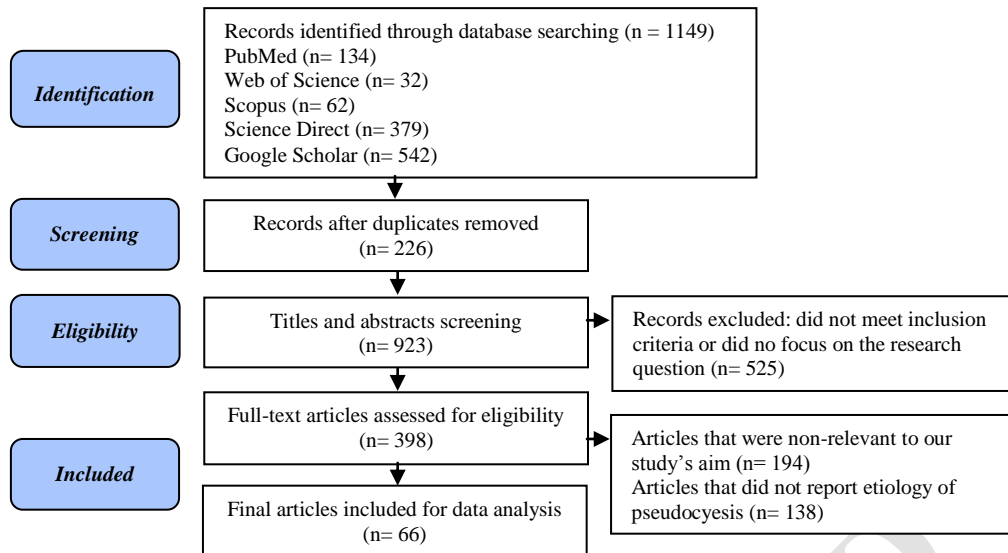 Identification
Records identified through database searching (n = 1149)
PubMed (n= 134)
Web of Science (n= 32)
Scopus (n= 62)
Science Direct (n= 379)
Google Scholar (n= 542)
Screening
Records after duplicates removed
(n= 226)
Eligibility
Titles and abstracts screening
(n= 923)
Records excluded: did not meet inclusion
criteria or did no focus on the research
question (n= 525)
Included
Full-text articles assessed for eligibility
(n= 398)
Articles that were non-relevant to our
study’s aim (n= 194)
Articles that did not report etiology of
pseudocyesis (n= 138)
Final articles included for data analysis
(n= 66)